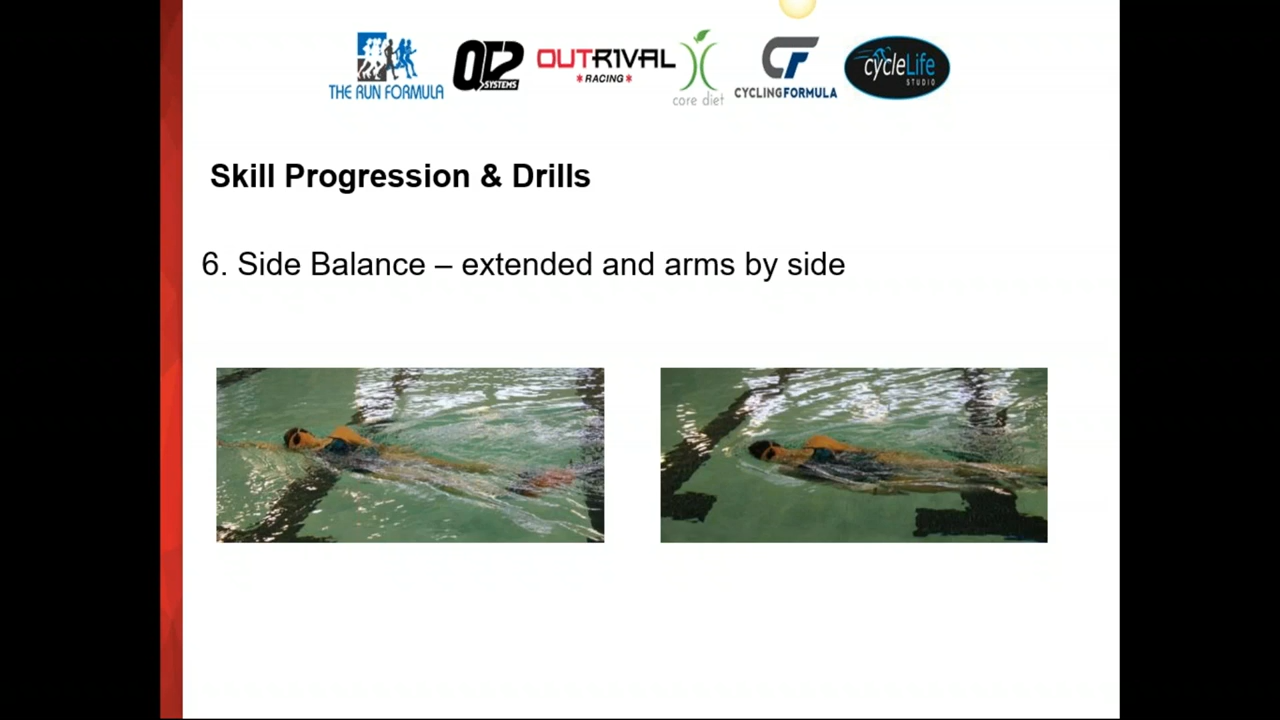 THE RUN FORMULA
QT2
SYSTEMS
OUTRIVAL
RACING
core diet
CYCLINGFORMULA
cycleLife
STUDIO
Skill Progression & Drills
6. Side Balance – extended and arms by side